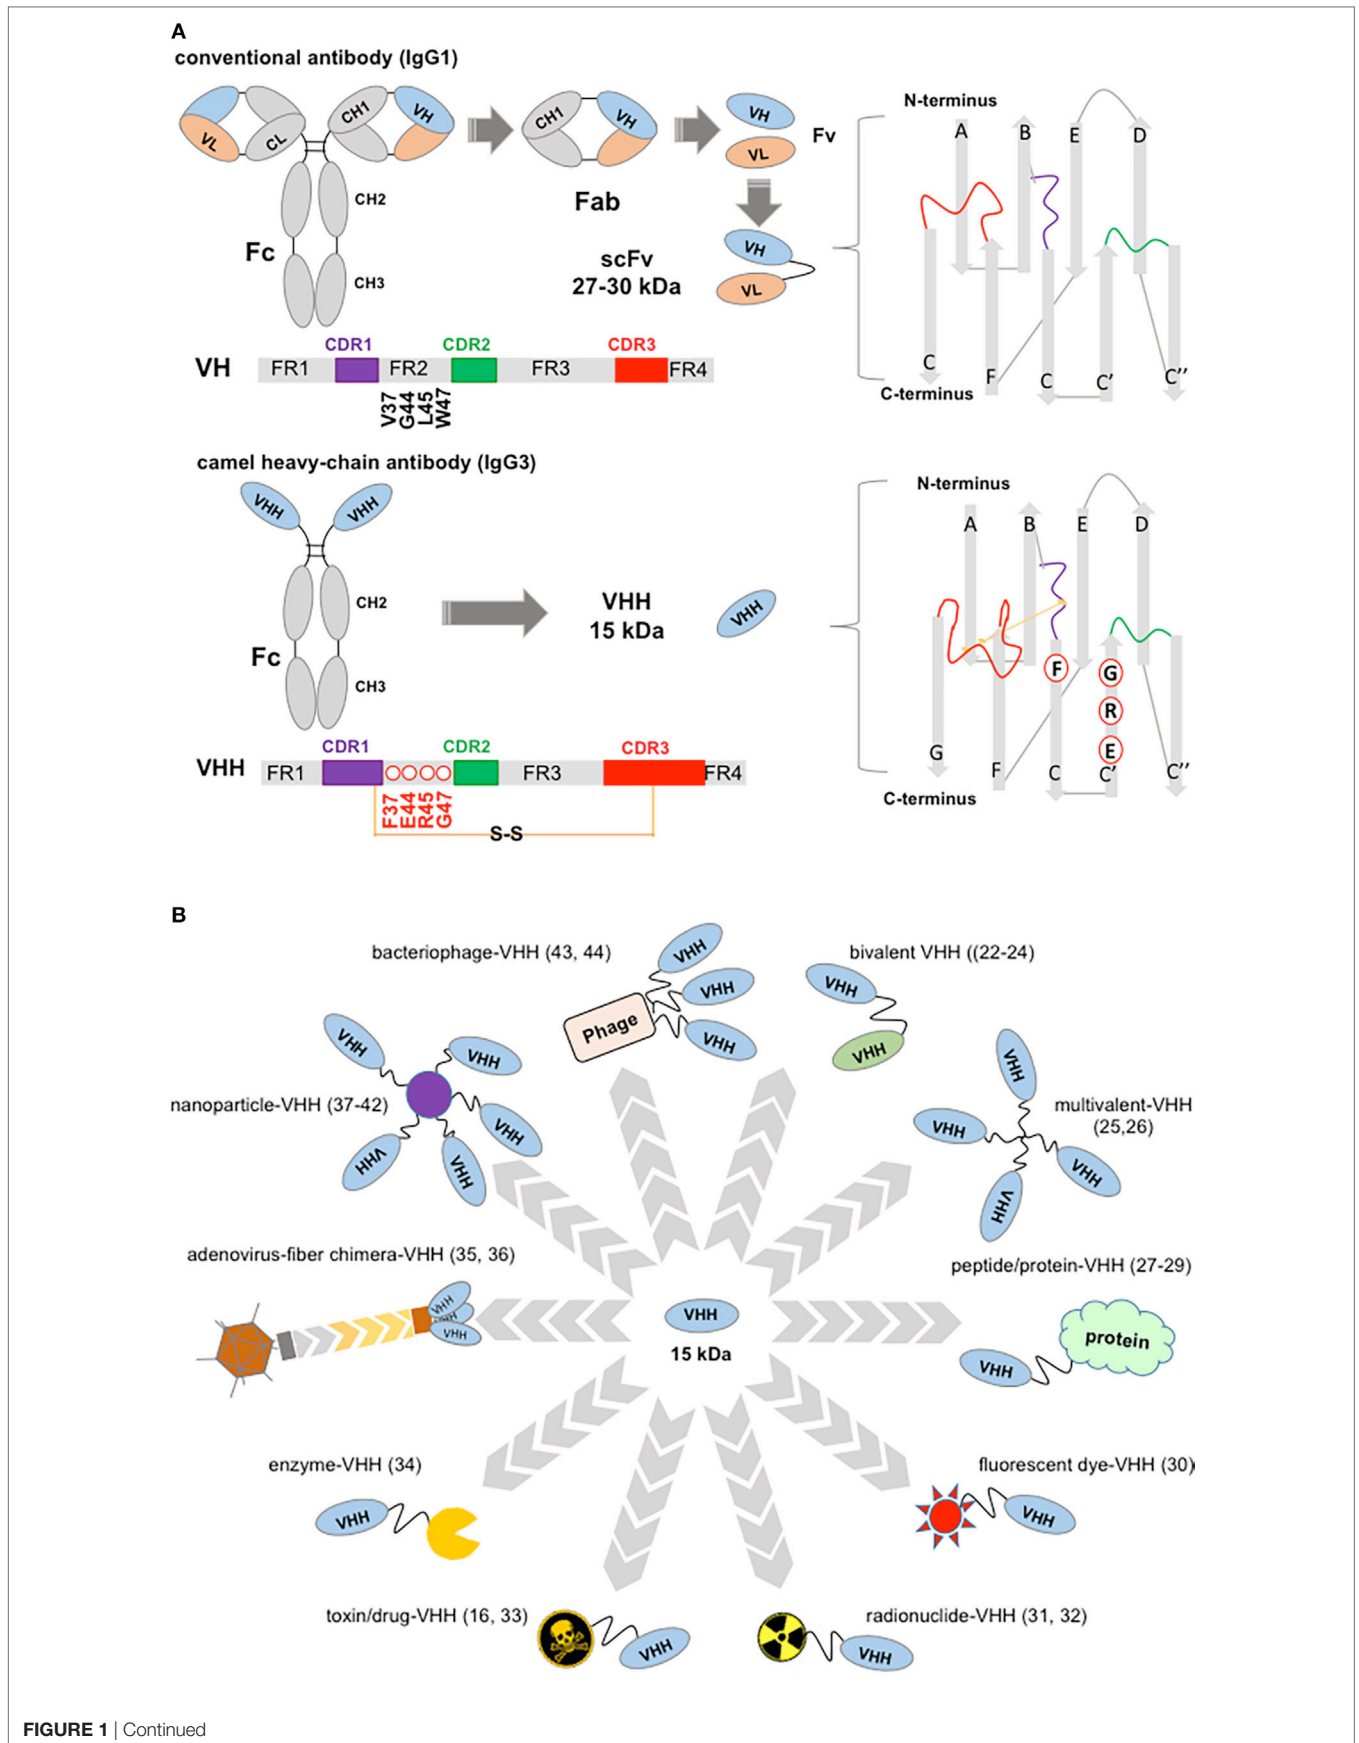 A
conventional antibody (IgG1)
VL
CL
CH1
VH
CH2
Fc
CH3
CH1
VH
Fab
VH
VL
Fv
scFv
27-30 kDa
VH
VL
N-terminus
A
B
E
D
C
F
C
C'
C''
C-terminus
VH
CDR1
CDR2
CDR3
FR1
FR2
FR3
FR4
V37
G44
L45
W47
camel heavy-chain antibody (IgG3)
VHH
VHH
CH2
Fc
CH3
VHH
15 kDa
VHH
N-terminus
A
B
E
D
F
G
R
E
G
F
C
C'
C''
C-terminus
VHH
CDR1
CDR2
CDR3
FR1
FR3
FR4
F37
E44
R45
G47
S-S
B
bacteriophage-VHH (43, 44)
VHH
VHH
VHH
Phage
bivalent VHH ((22-24)
VHH
VHH
nanoparticle-VHH (37-42)
VHH
VHH
VHH
VHH
VHH
multivalent-VHH
(25,26)
VHH
VHH
VHH
VHH
adenovirus-fiber chimera-VHH (35, 36)
VHH
VHH
VHH
peptide/protein-VHH (27-29)
protein
VHH
VHH
15 kDa
enzyme-VHH (34)
VHH
fluorescent dye-VHH (30)
VHH
toxin/drug-VHH (16, 33)
VHH
radionuclide-VHH (31, 32)
VHH
FIGURE 1 | Continued